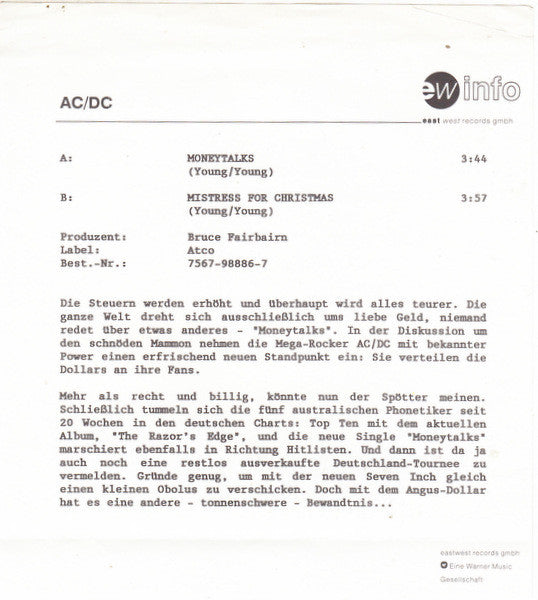 ew info
AC/DC
east west records gmbh
A: MONEYTALKS 3:44
(Young/Young)
B: MISTRESS FOR CHRISTMAS 3:57
(Young/Young)
Produzent: Bruce Fairbairn
Label: Atco
Best.-Nr.: 7567-98886-7
Die Steuern werden erhöht und überhaupt wird alles teurer. Die
ganze Welt dreht sich ausschließlich ums liebe Geld, niemand
redet über etwas anderes - "Moneytalks". In der Diskussion um
den schnöden Mammon nehmen die Mega-Rocker AC/DC mit bekannter
Power einen erfrischend neuen Standpunkt ein: Sie verteilen die
Dollars an ihre Fans.
Mehr als recht und billig, könnte nun der Spötter meinen.
Schließlich tummeln sich die fünf australischen Phonetiker seit
20 Wochen in den deutschen Charts: Top Ten mit dem aktuellen
Album, "The Razor's Edge", und die neue Single "Moneytalks"
marschiert ebenfalls in Richtung Hitlisten. Und dann ist da ja
auch noch eine restlos ausverkaufte Deutschland-Tournee zu
vermelden. Gründe genug, um mit der neuen Seven Inch gleich
einen kleinen Obolus zu verschicken. Doch mit dem Angus-Dollar
hat es eine andere - tonnenschwere - Bewandtnis...
eastwest records gmbh
Eine Warner Music
Gesellschaft